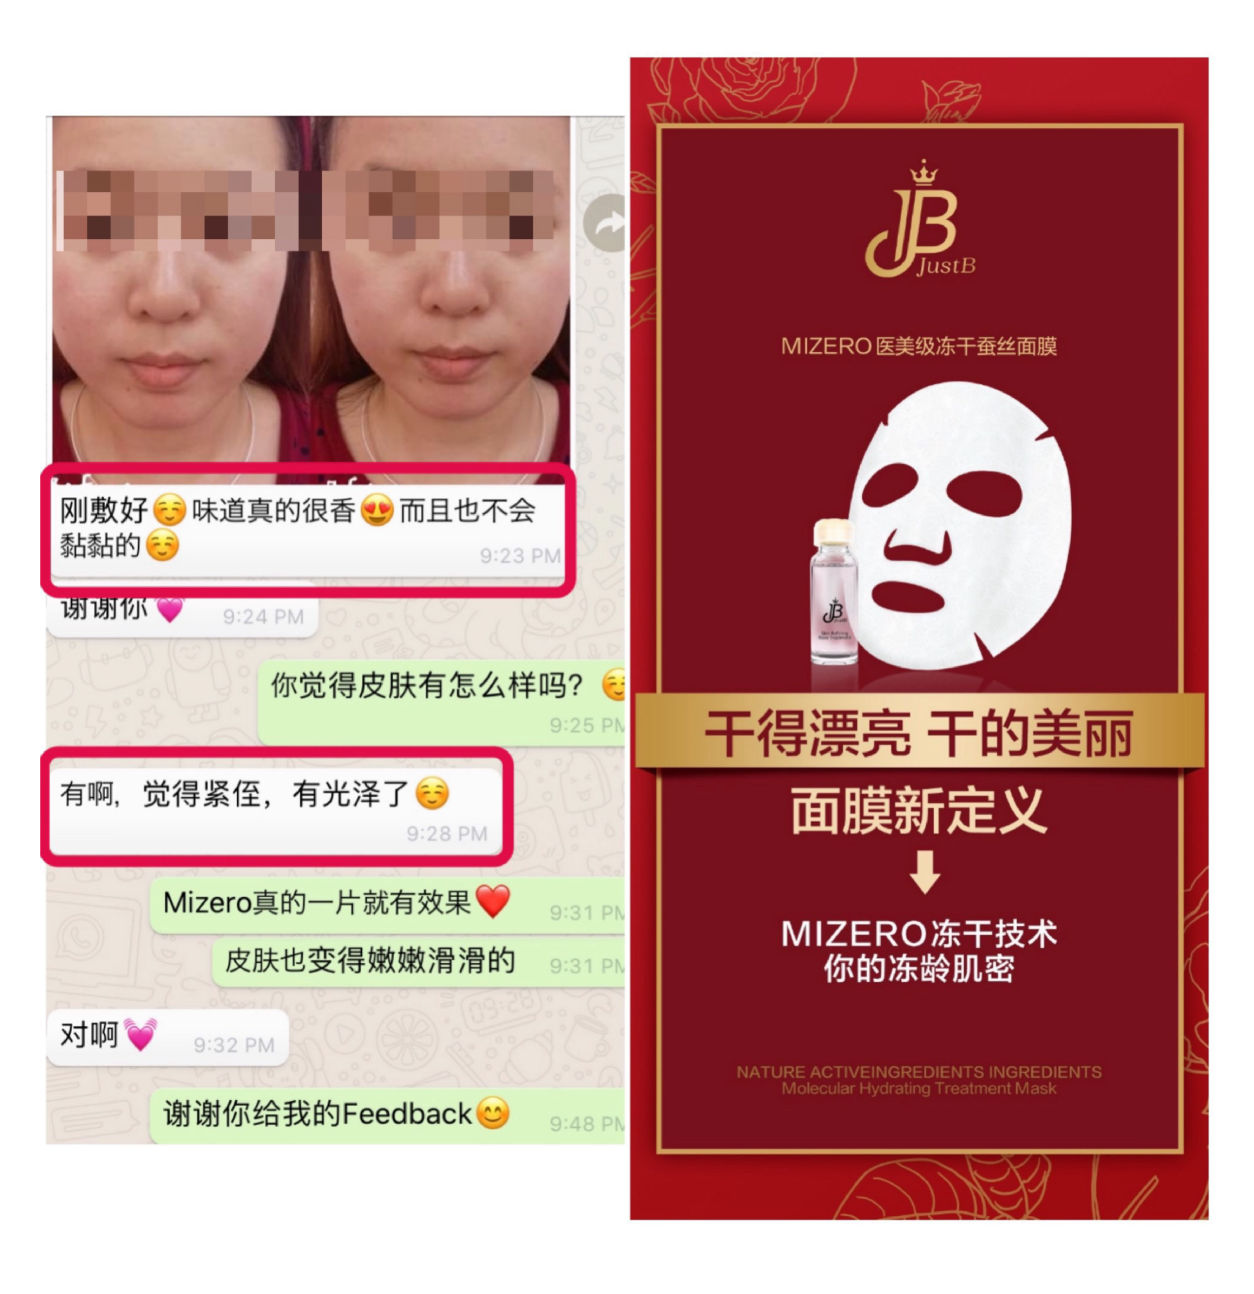 刚敷好☺️味道真的很香😍而且也不会
黏黏的☺️
9:23 PM
谢谢你💗
9:24 PM
你觉得皮肤有怎么样吗？☺️
9:25 PM
有啊，觉得紧侄，有光泽了☺️
9:28 PM
Mizero真的一片就有效果❤️
9:31 PM
皮肤也变得嫩嫩滑滑的
9:31 PM
对啊💓
9:32 PM
谢谢你给我的Feedback😊
9:48 PM
JB
JustB
MIZERO医美级冻干蚕丝面膜
JB
干得漂亮 干的美丽
面膜新定义
MIZERO冻干技术
你的冻龄肌密
NATURE ACTIVEINGREDIENTS INGREDIENTS
Molecular Hydrating Treatment Mask